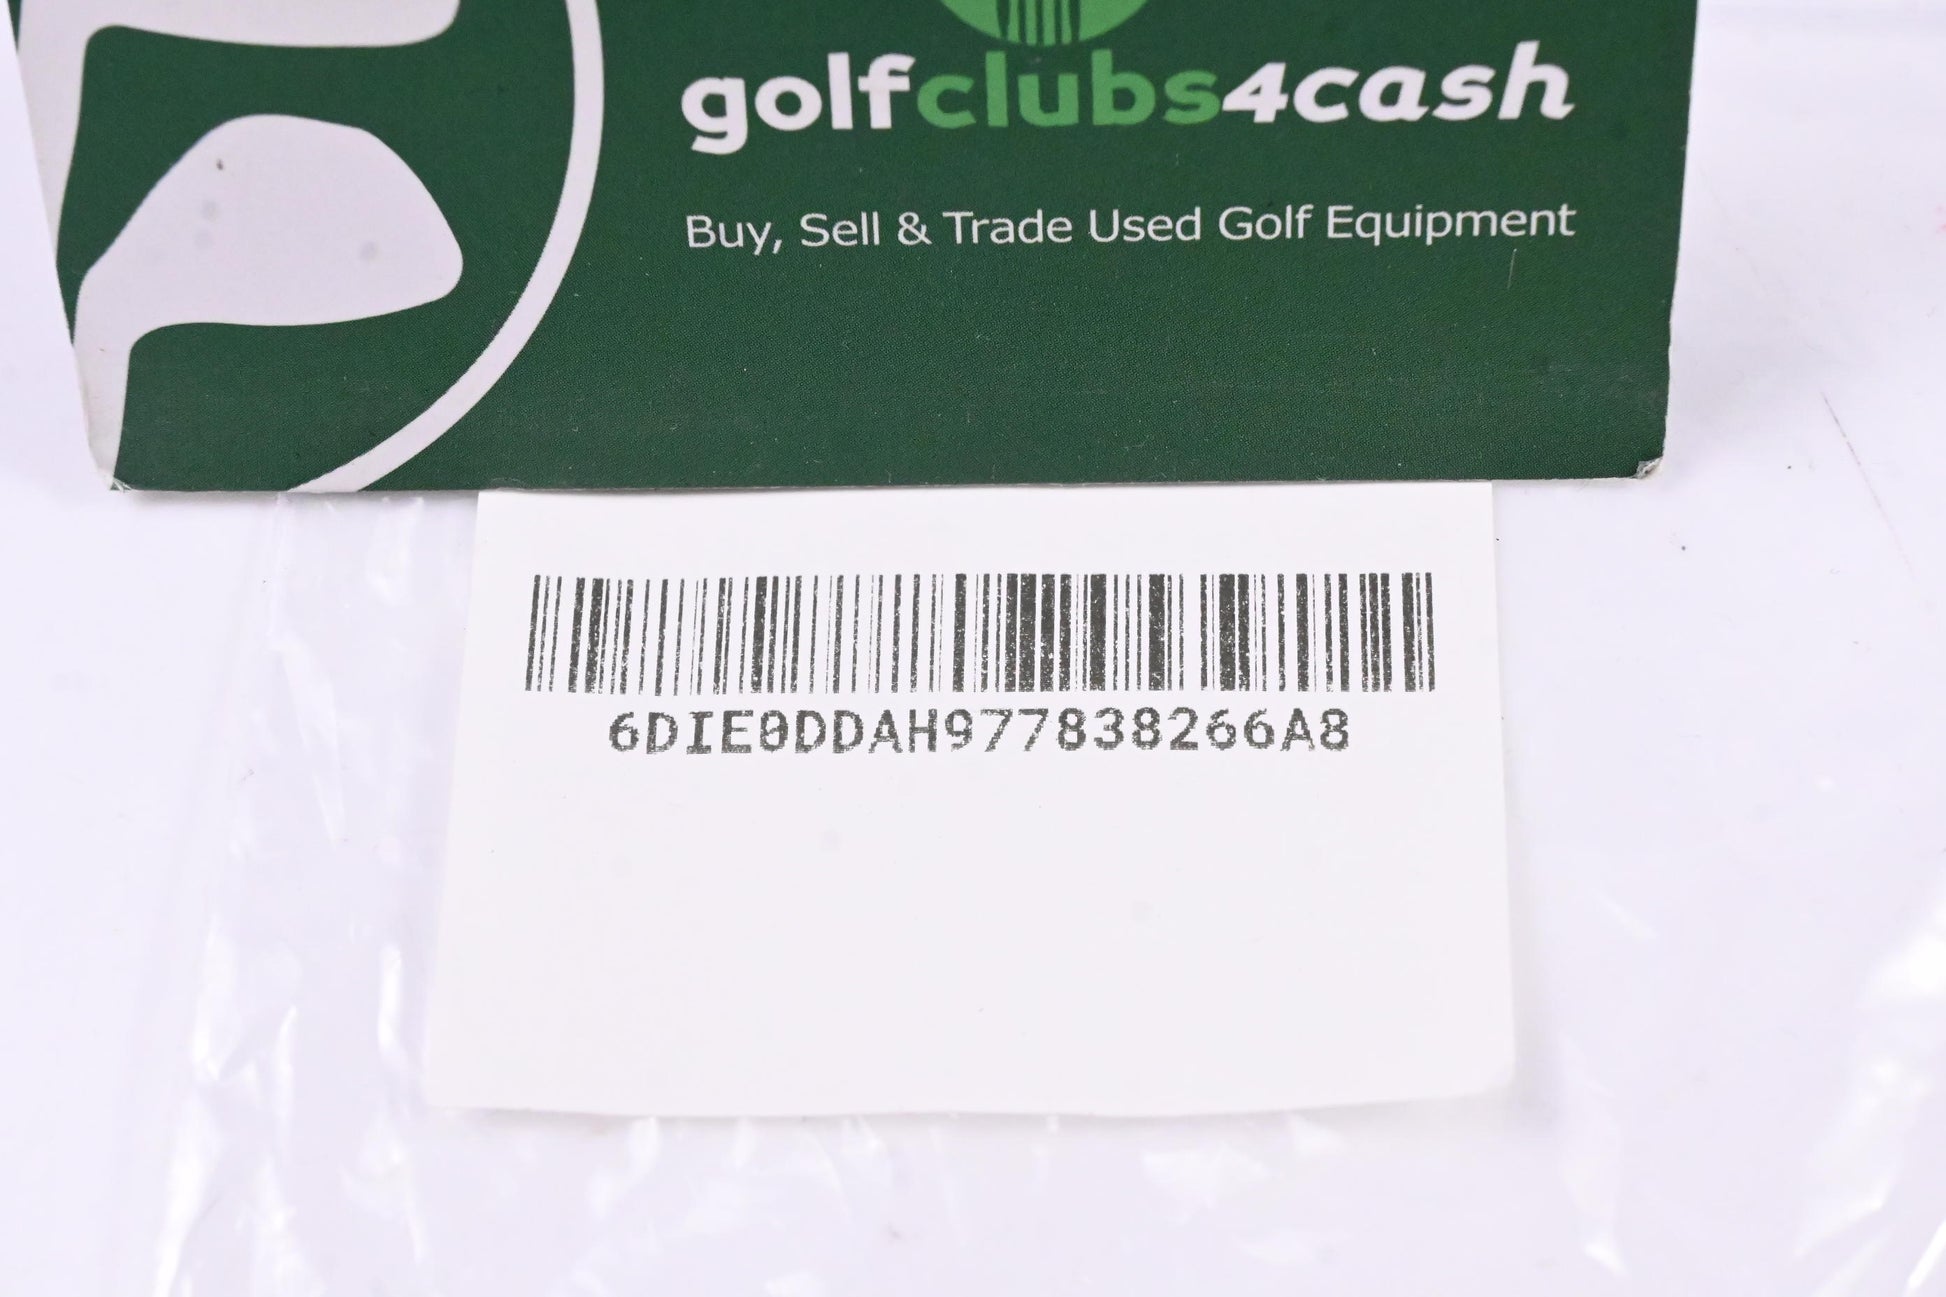 golfclubs4cash
Buy, Sell & Trade Used Golf Equipment
6DIE0DDAH977838266A8